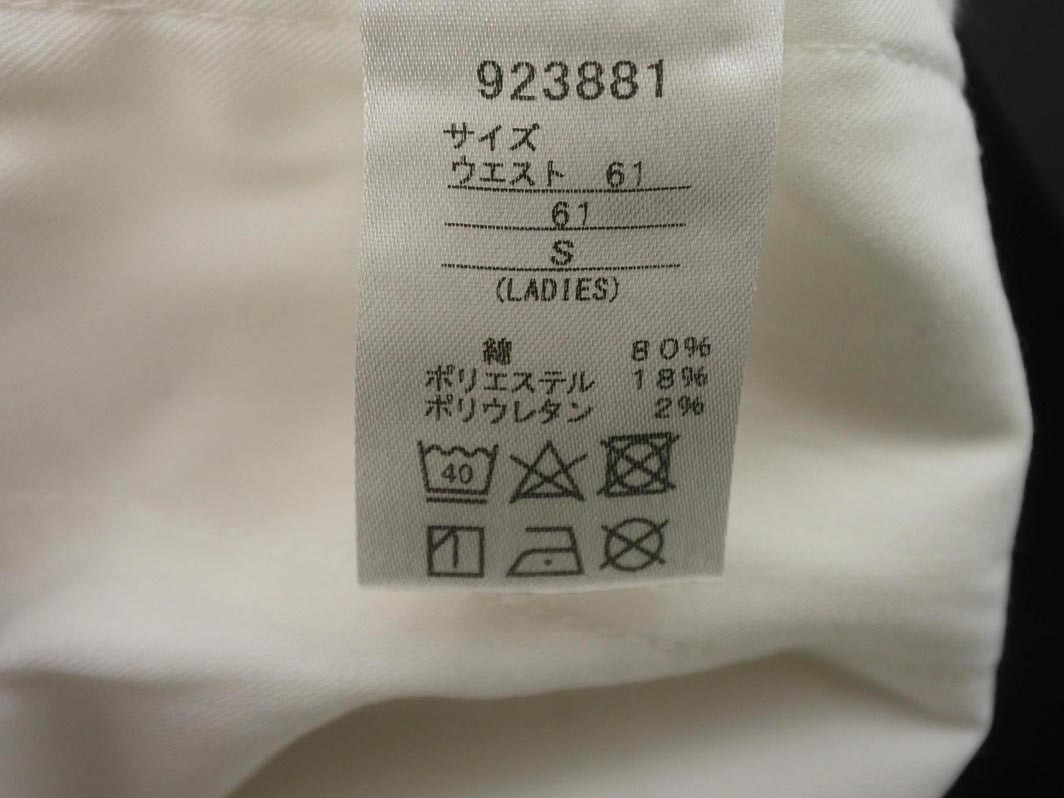 923881
サイズ
ウエスト 61
61
S
(LADIES)
綿 80%
ポリエステル 18%
ポリウレタン 2%
40